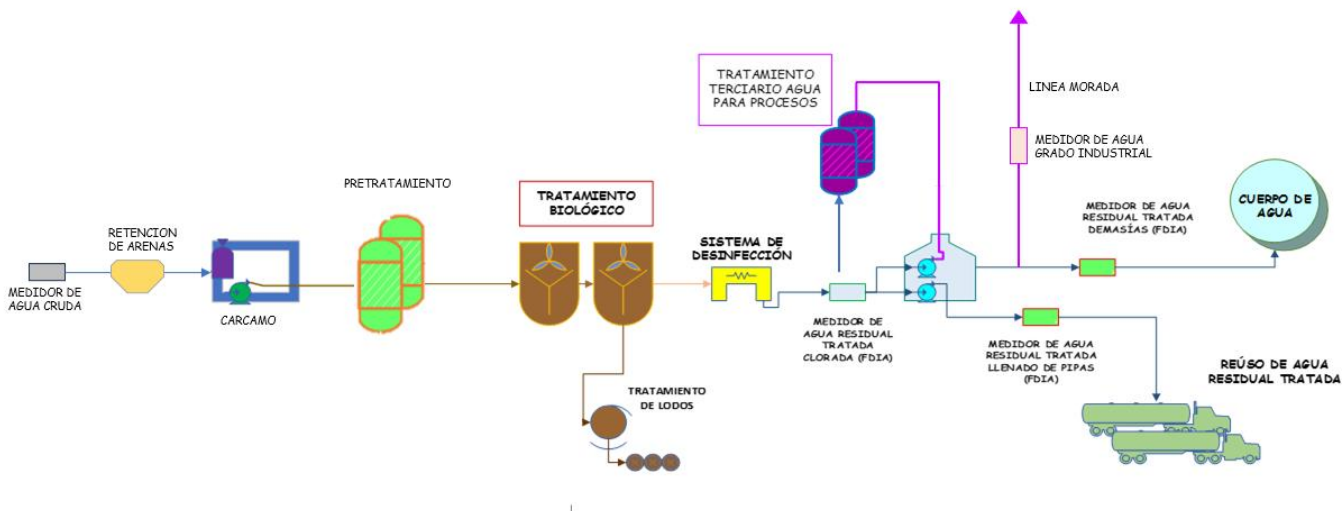 MEDIDOR DE
AGUA CRUDA
RETENCION
DE ARENAS
CARCAMO
PRETRATAMIENTO
TRATAMIENTO
BIOLÓGICO
TRATAMIENTO
DE LODOS
SISTEMA DE
DESINFECCIÓN
TRATAMIENTO
TERCIARIO AGUA
PARA PROCESOS
MEDIDOR DE
AGUA RESIDUAL
TRATADA
CLORADA (FDIA)
LINEA MORADA
MEDIDOR DE AGUA
GRADO INDUSTRIAL
MEDIDOR DE AGUA
RESIDUAL TRATADA
DEMASÍAS (FDIA)
CUERPO DE
AGUA
MEDIDOR DE AGUA
RESIDUAL TRATADA
LLENADO DE PIPAS
(FDIA)
REÚSO DE AGUA
RESIDUAL TRATADA